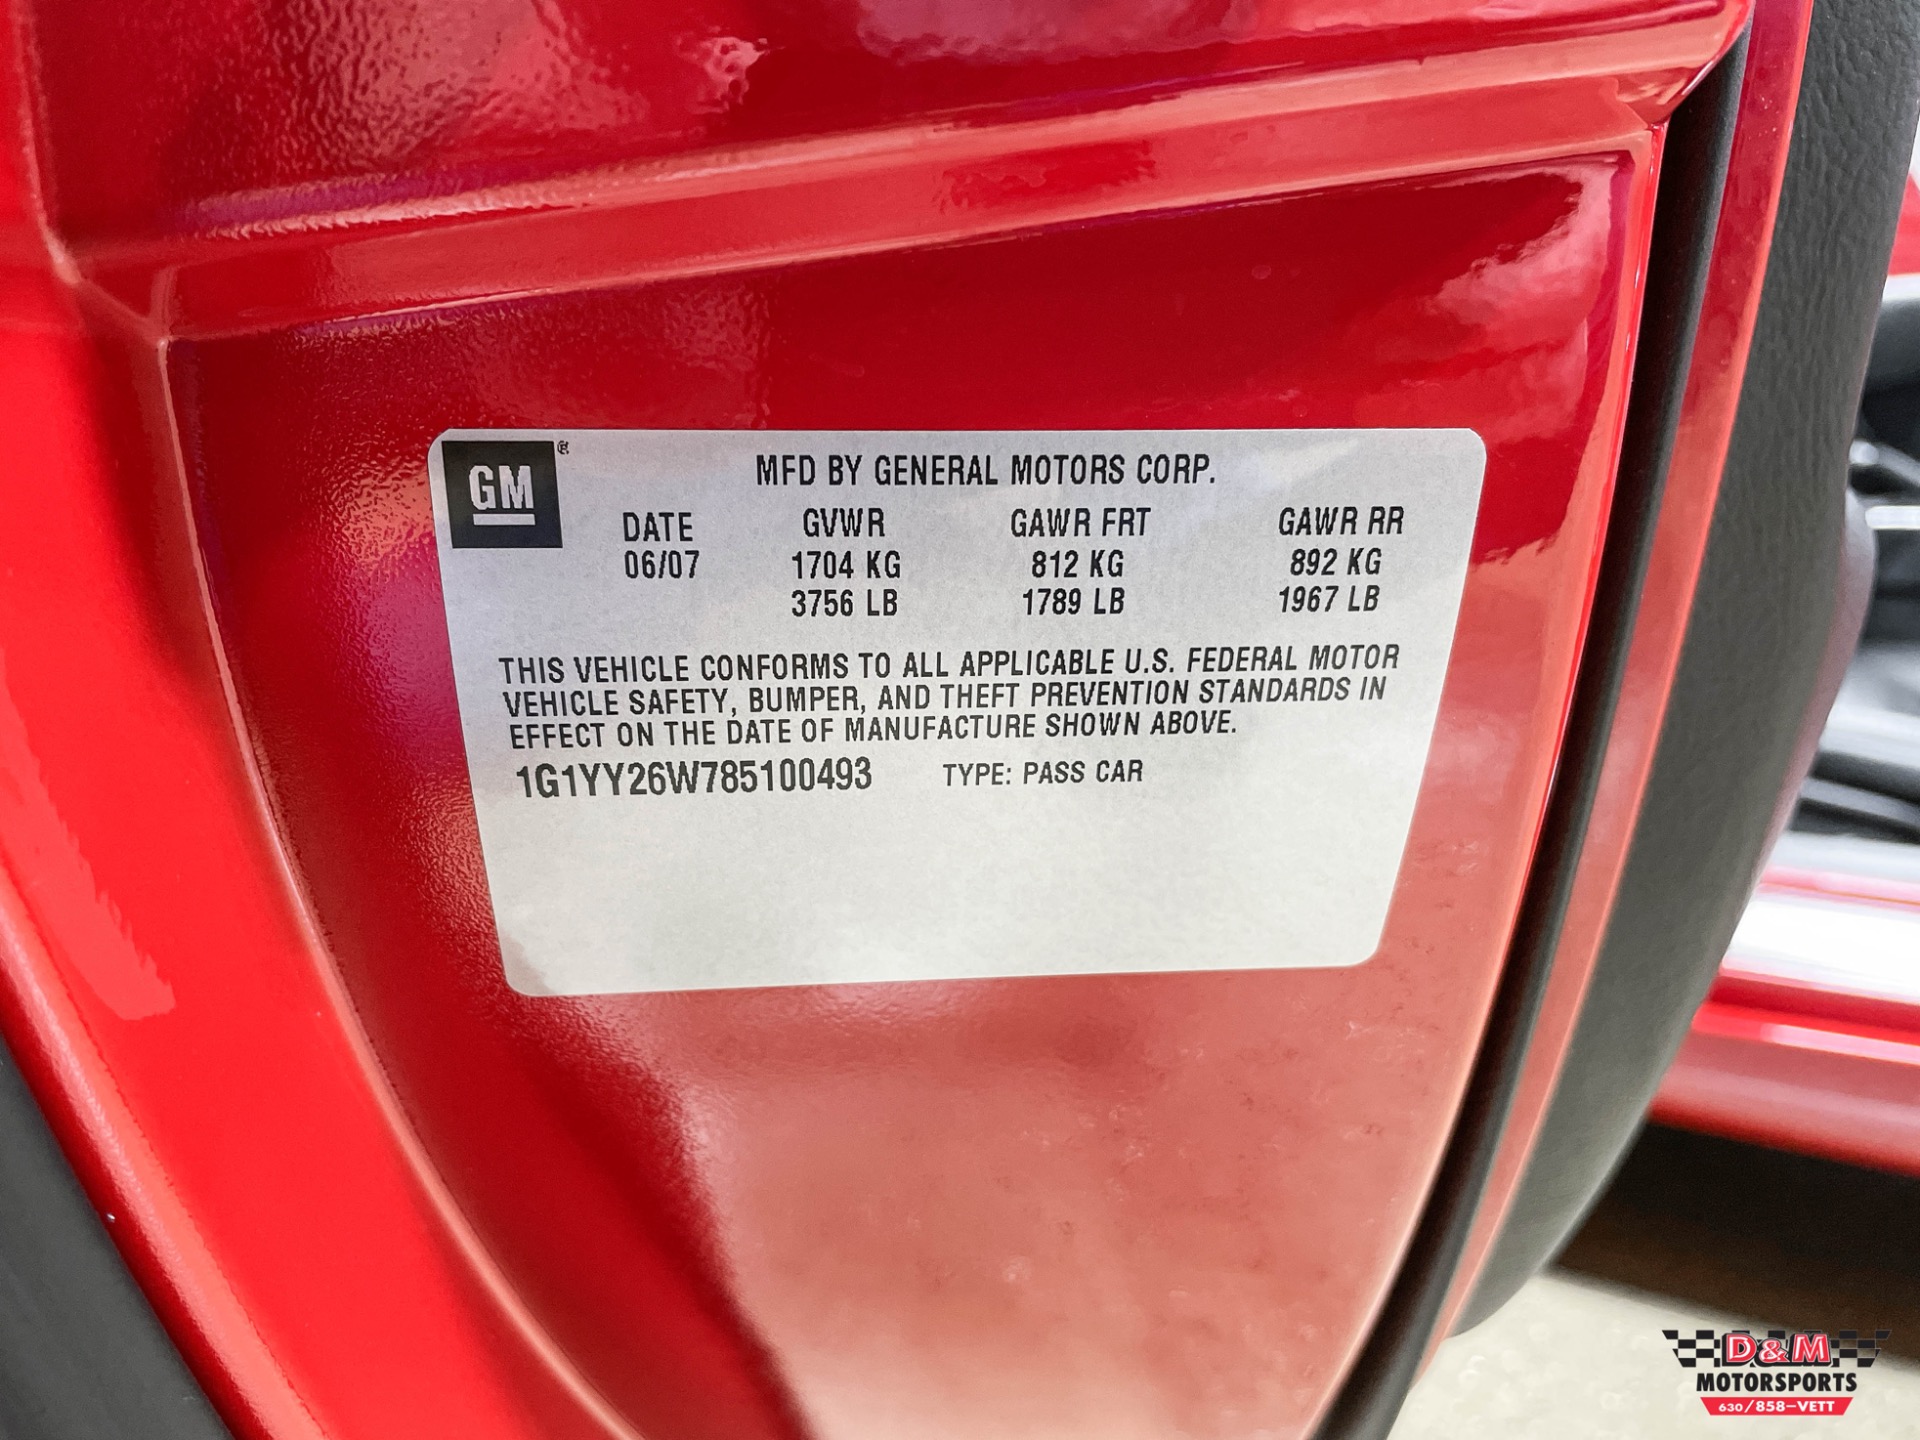 GM ®
MFD BY GENERAL MOTORS CORP.
DATE GVWR GAWR FRT GAWR RR
06/07 1704 KG 812 KG 892 KG
3756 LB 1789 LB 1967 LB
THIS VEHICLE CONFORMS TO ALL APPLICABLE U.S. FEDERAL MOTOR
VEHICLE SAFETY, BUMPER, AND THEFT PREVENTION STANDARDS IN
EFFECT ON THE DATE OF MANUFACTURE SHOWN ABOVE.
1G1YY26W785100493 TYPE: PASS CAR
D&M
MOTORSPORTS
630/858-VETT